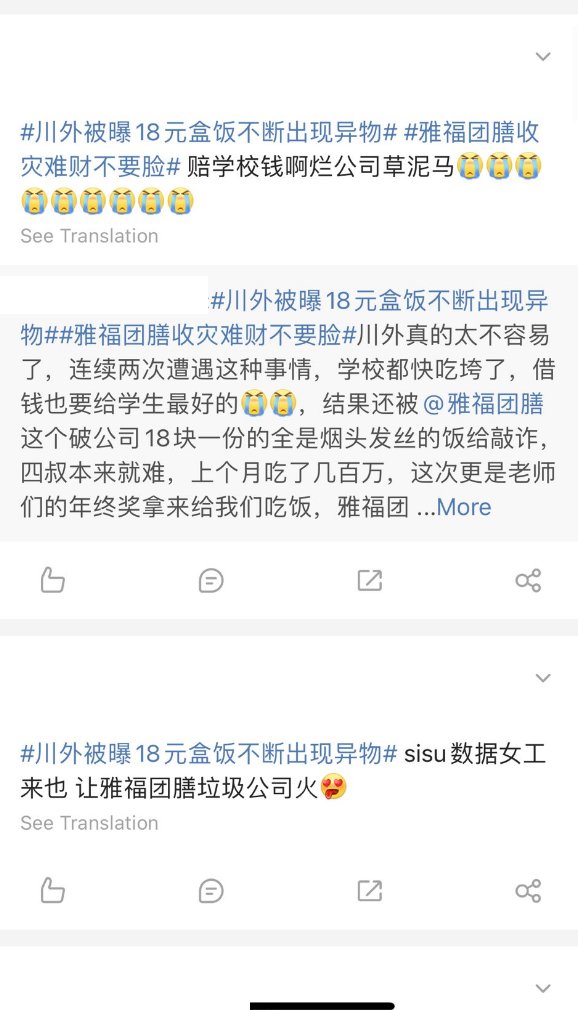 #川外被曝18元盒饭不断出现异物# #雅福团膳收
灾难财不要脸# 赔学校钱啊烂公司草泥马😭😭😭
😭😭😭😭😭😭
See Translation
#川外被曝18元盒饭不断出现异
物##雅福团膳收灾难财不要脸#川外真的太不容易
了，连续两次遭遇这种事情，学校都快吃垮了，借
钱也要给学生最好的😭😭，结果还被@雅福团膳
这个破公司18块一份的全是烟头发丝的饭给敲诈，
四叔本来就难，上个月吃了几百万，这次更是老师
们的年终奖拿来给我们吃饭，雅福团 ...More
#川外被曝18元盒饭不断出现异物# sisu数据女工
来也 让雅福团膳垃圾公司火😍
See Translation